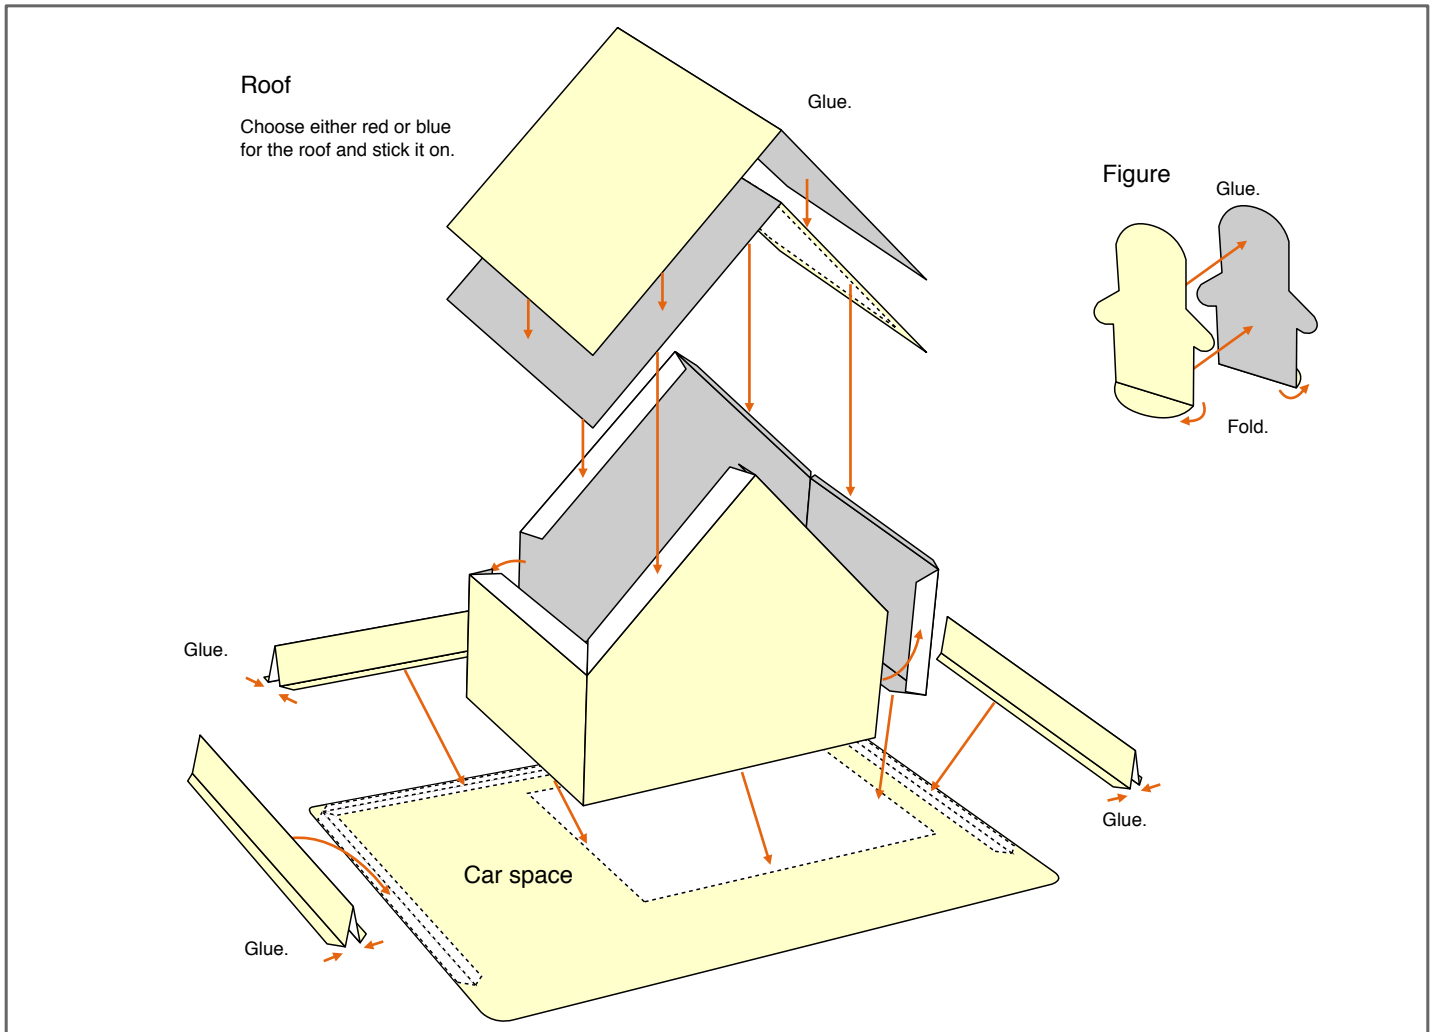 Roof
Choose either red or blue
for the roof and stick it on.
Glue.
Figure
Glue.
Fold.
Glue.
Glue.
Car space
Glue.